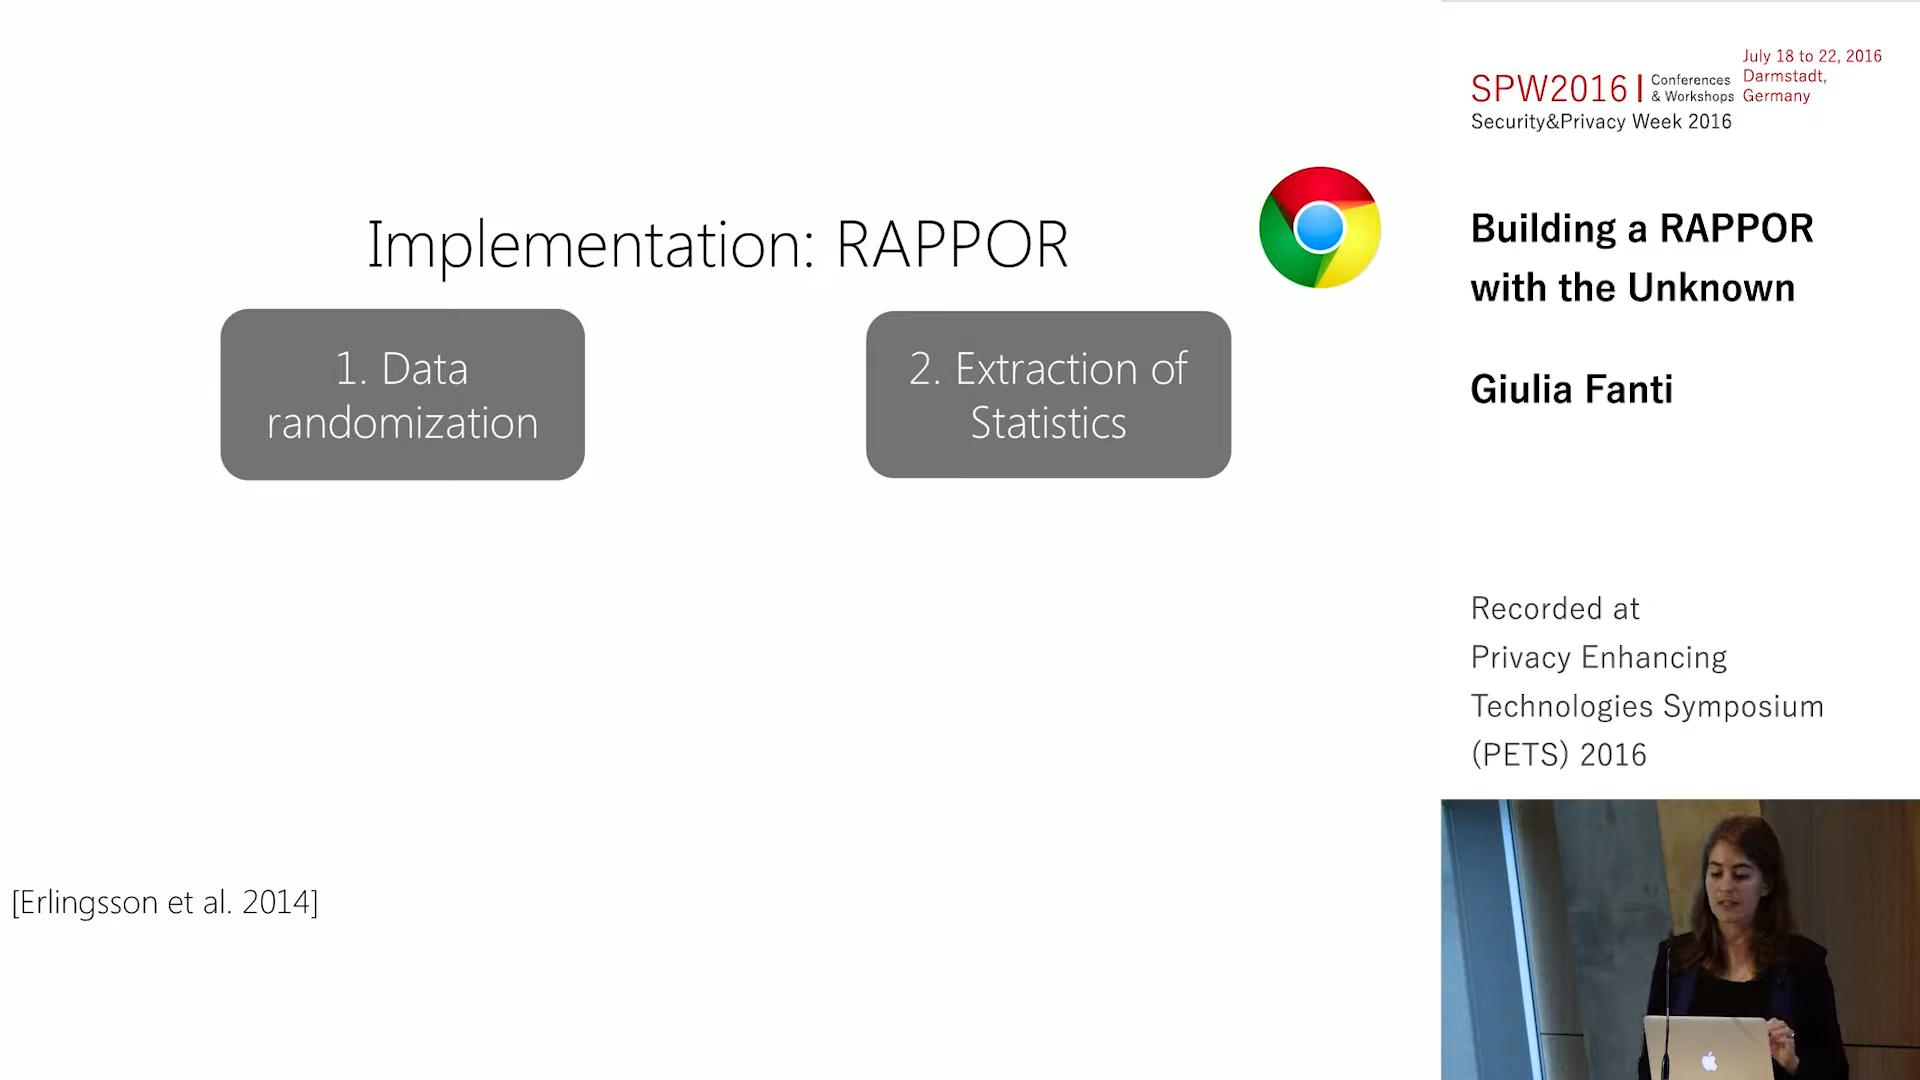 Implementation: RAPPOR
1. Data
randomization
2. Extraction of
Statistics
[Erlingsson et al. 2014]
SPW2016 | Conferences & Workshops
July 18 to 22, 2016
Darmstadt,
Germany
Security&Privacy Week 2016
Building a RAPPOR
with the Unknown
Giulia Fanti
Recorded at
Privacy Enhancing
Technologies Symposium
(PETS) 2016